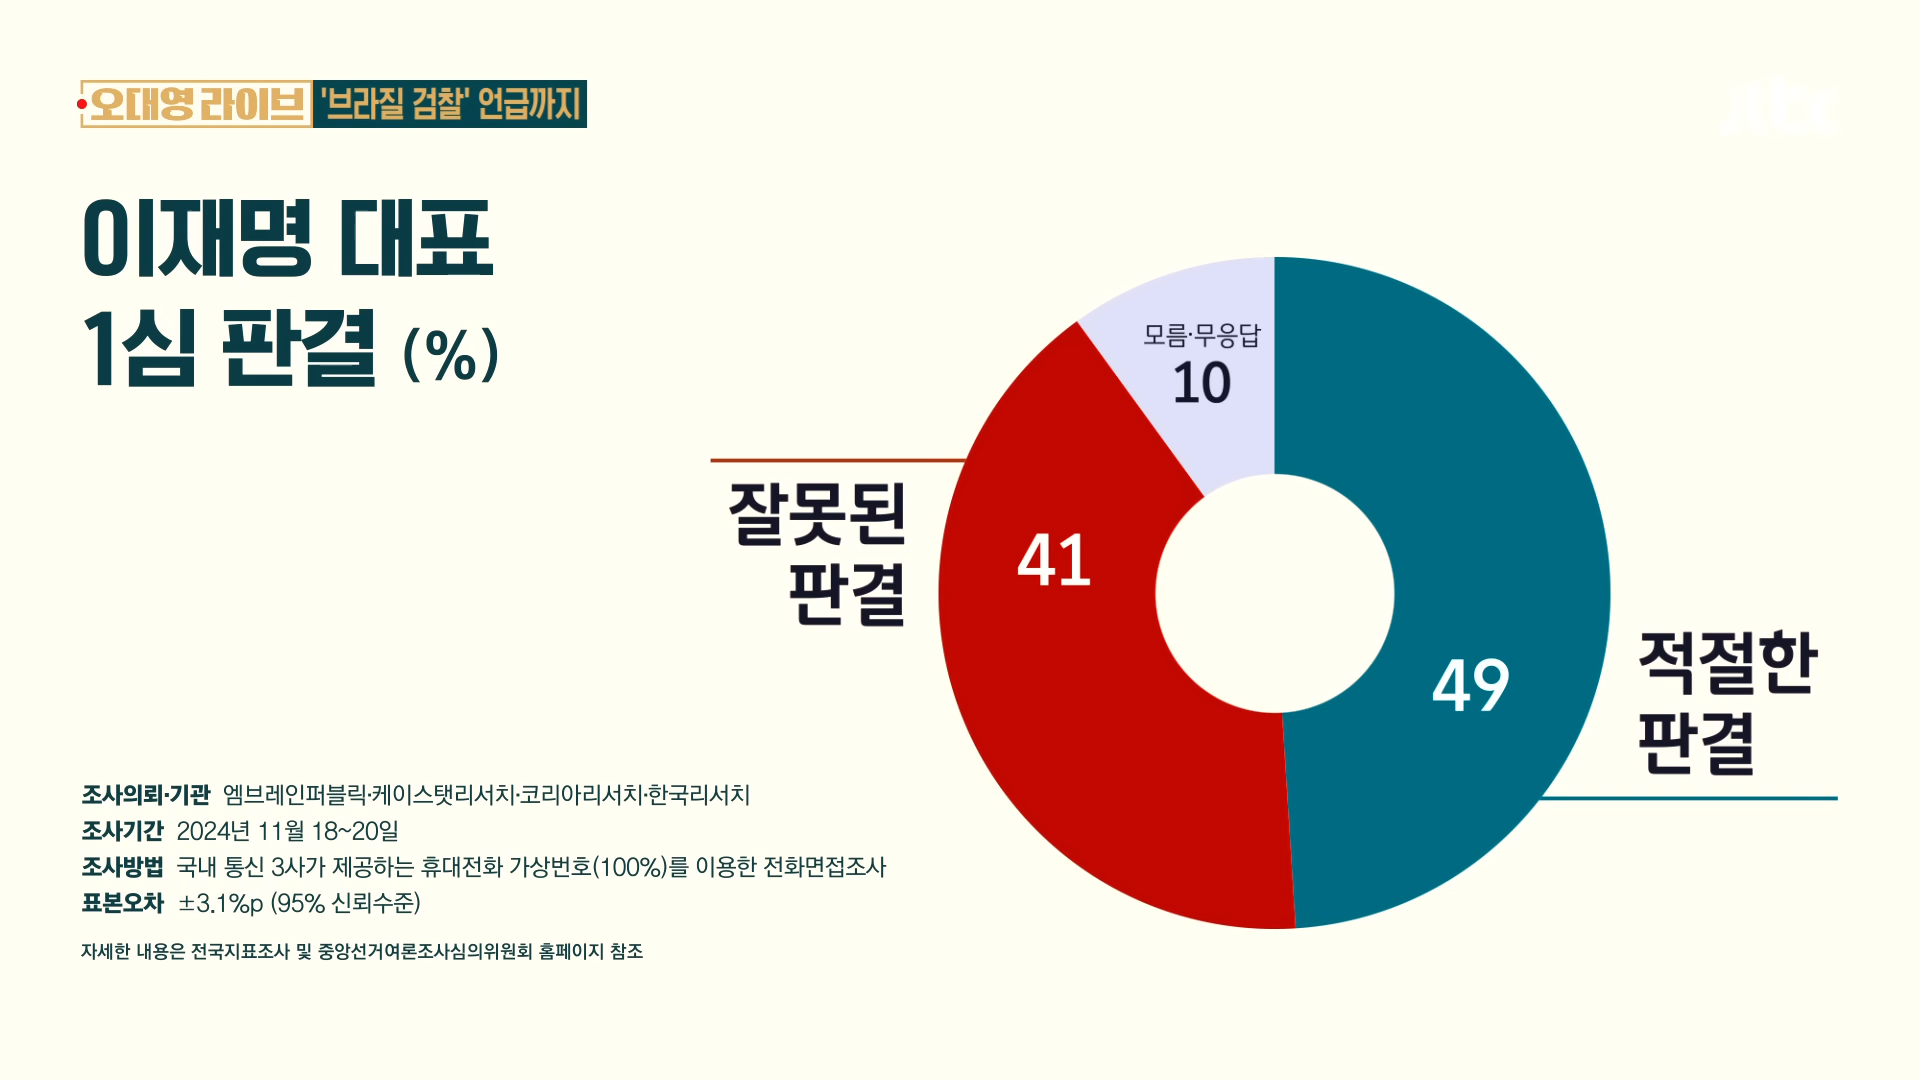 오대영 라이브 '브라질 검찰' 언급까지
jtbc
이재명 대표
1심 판결 (%)
모름·무응답
10
잘못된
판결
41
49
적절한
판결
조사의뢰·기관 엠브레인퍼블릭·케이스탯리서치·코리아리서치·한국리서치
조사기간 2024년 11월 18~20일
조사방법 국내 통신 3사가 제공하는 휴대전화 가상번호(100%)를 이용한 전화면접조사
표본오차 ±3.1%p (95% 신뢰수준)
자세한 내용은 전국지표조사 및 중앙선거여론조사심의위원회 홈페이지 참조